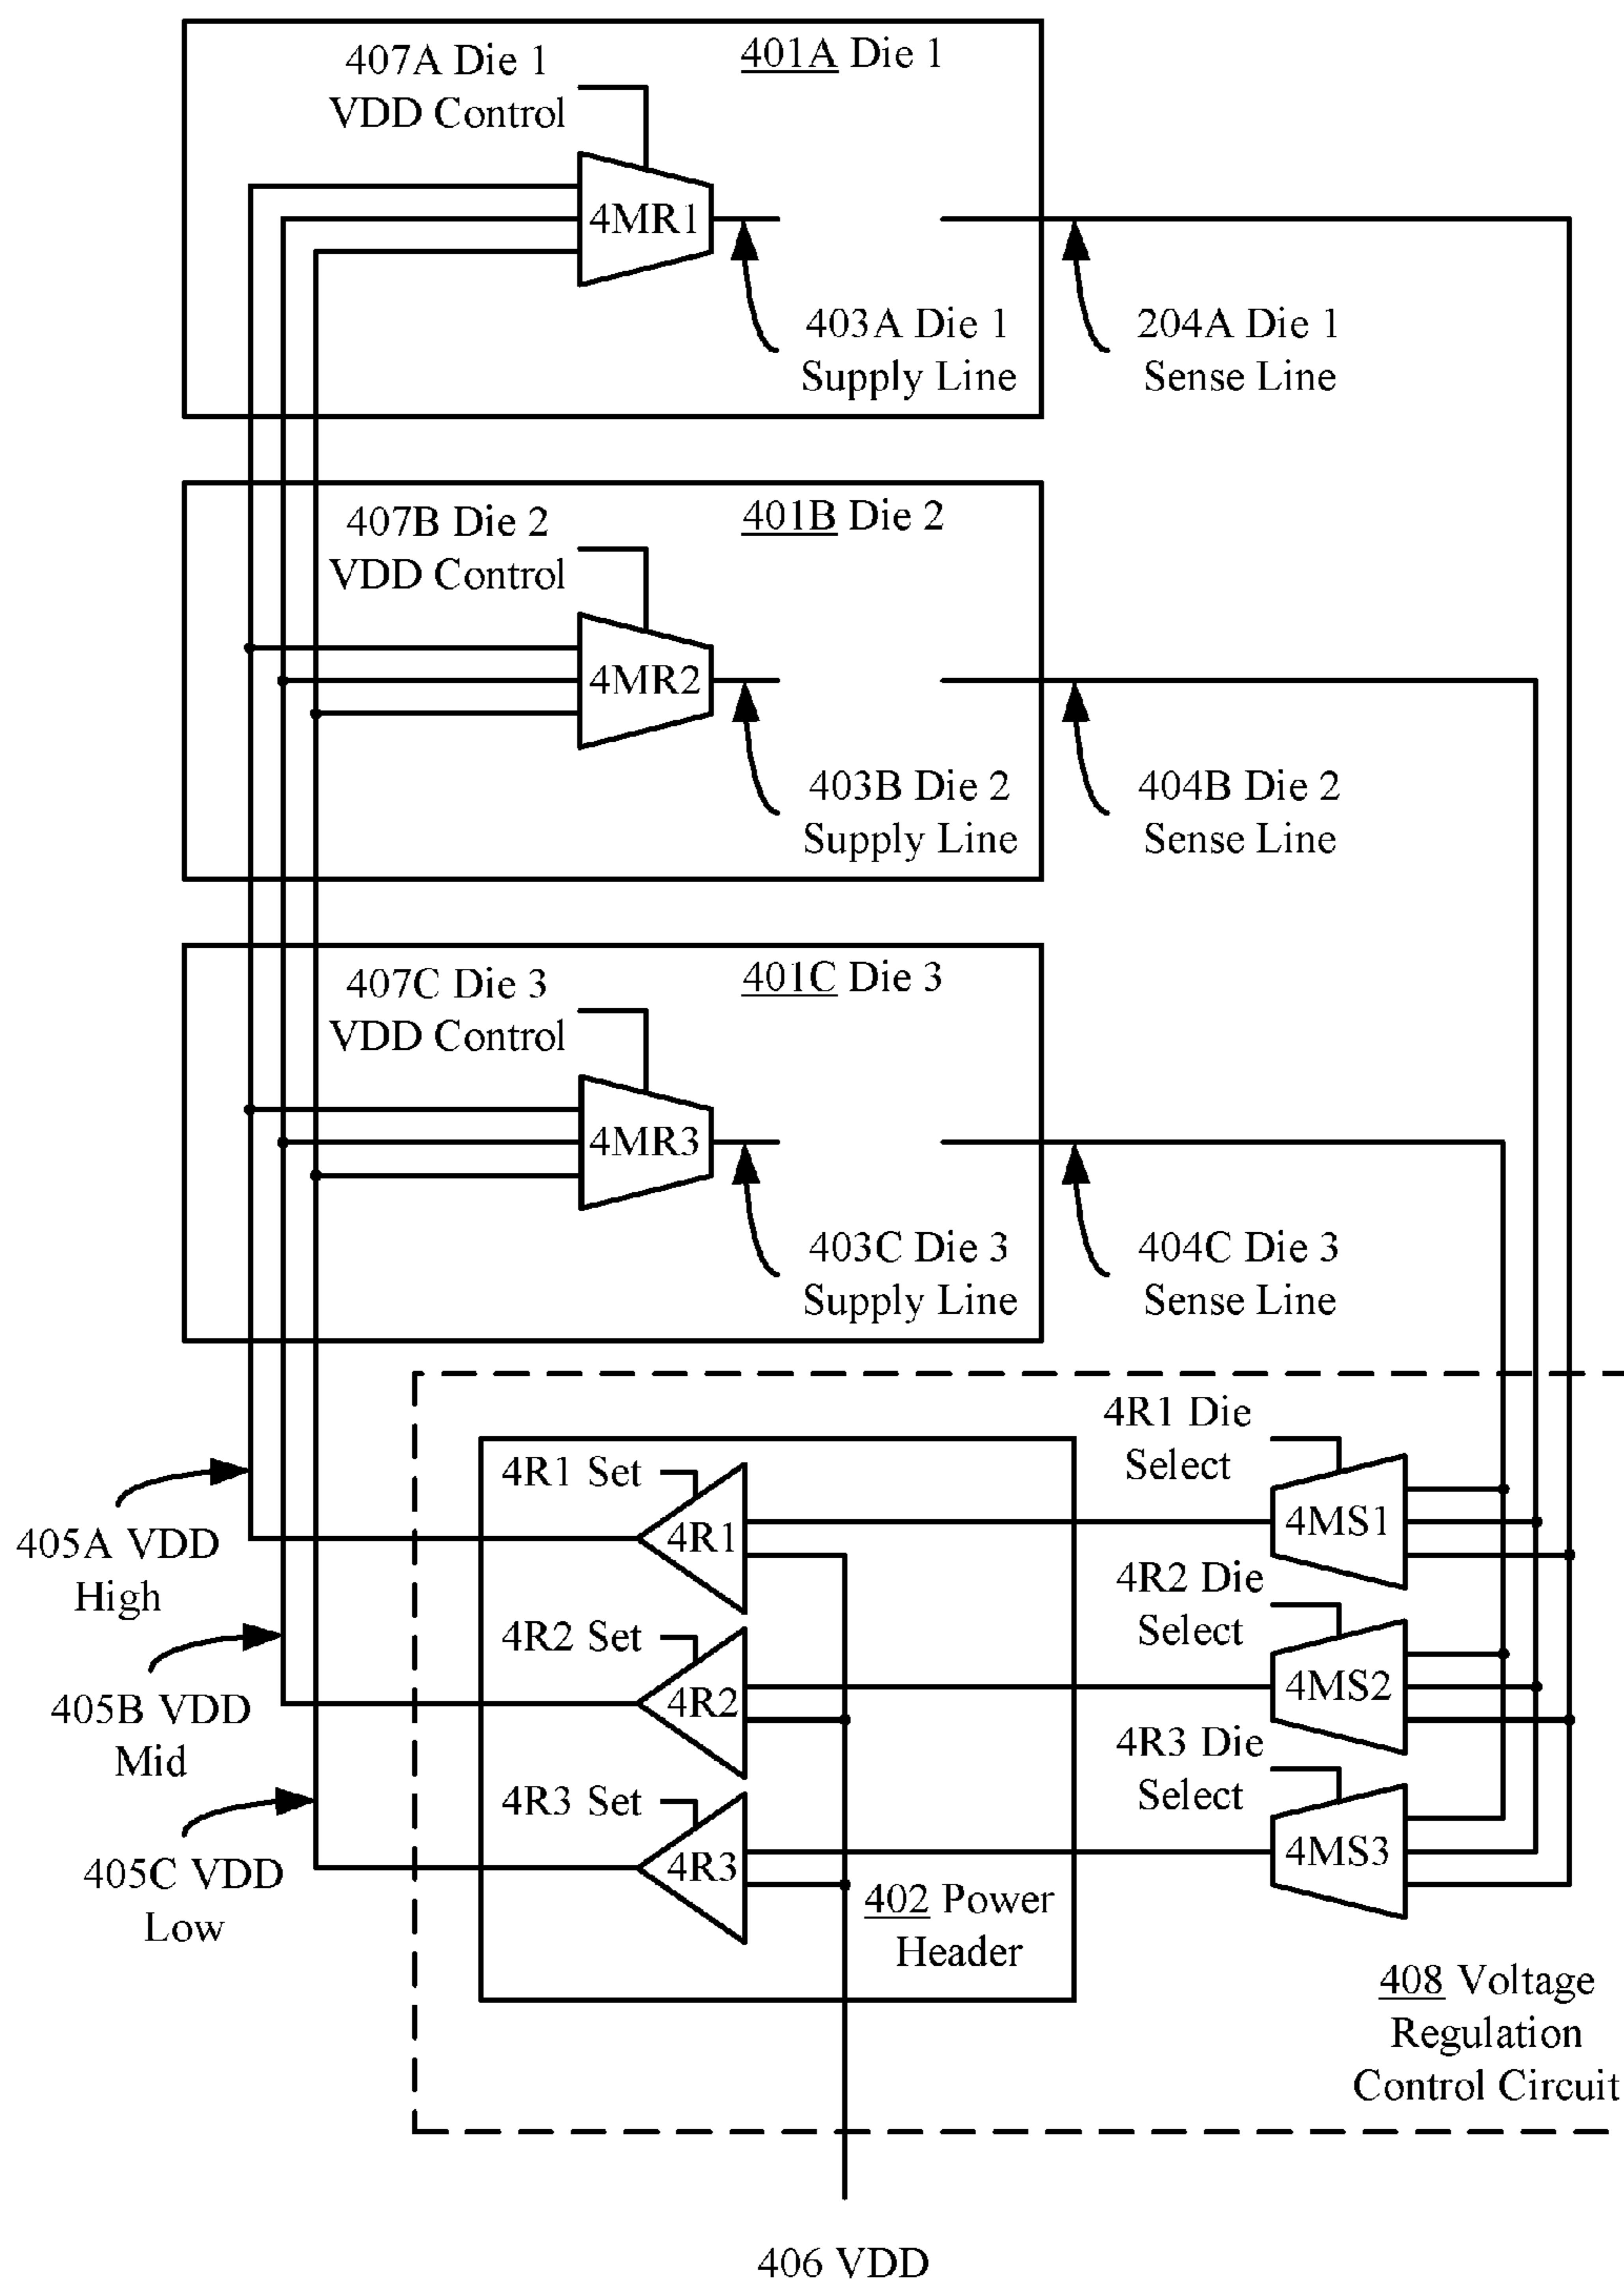 407A Die 1
VDD Control
401A Die 1
4MR1
403A Die 1
Supply Line
204A Die 1
Sense Line
407B Die 2
VDD Control
401B Die 2
4MR2
403B Die 2
Supply Line
404B Die 2
Sense Line
407C Die 3
VDD Control
401C Die 3
4MR3
403C Die 3
Supply Line
404C Die 3
Sense Line
405A VDD
High
405B VDD
Mid
405C VDD
Low
4R1 Set
4R1
4R2 Set
4R2
4R3 Set
4R3
402 Power
Header
4R1 Die
Select
4MS1
4R2 Die
Select
4MS2
4R3 Die
Select
4MS3
408 Voltage
Regulation
Control Circuit
406 VDD